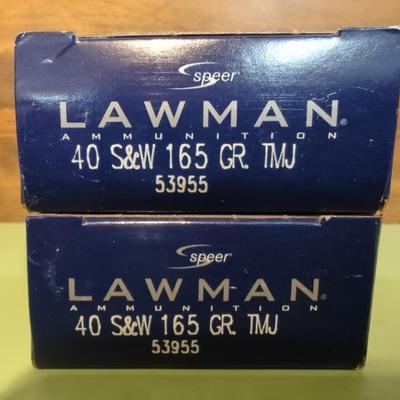 speer
LAWMAN®
AMMUNITION
40 S&W 165 GR. TMJ
53955
speer
LAWMAN®
AMMUNITION
40 S&W 165 GR. TMJ
53955